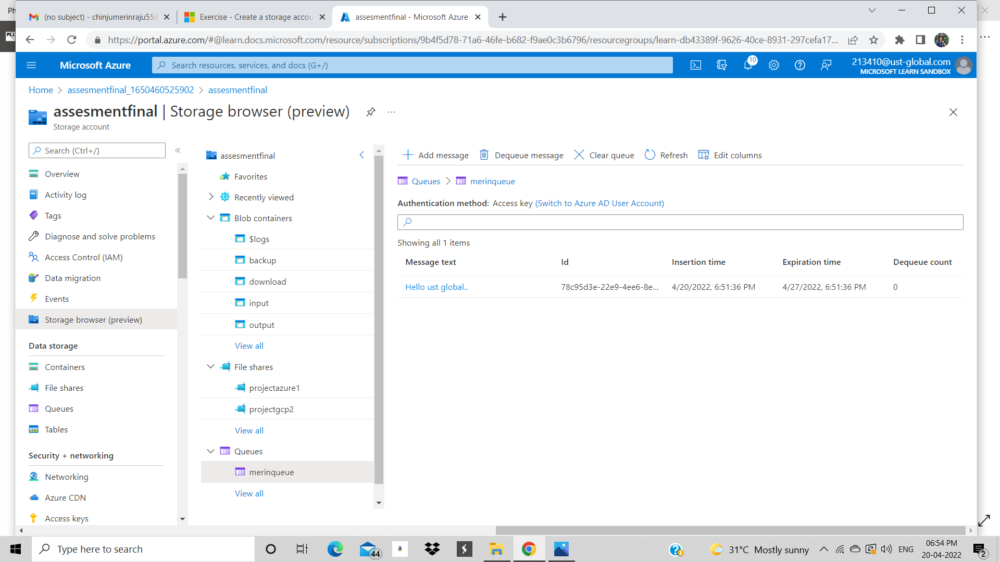 Ph
(no subject) - chinjumerinraju55@
Exercise - Create a storage accou
assesmentfinal - Microsoft Azure
https://portal.azure.com/#@learn.docs.microsoft.com/resource/subscriptions/9b4f5d78-71a6-46fe-b682-f9ae0c3b6796/resourcegroups/learn-db43389f-9626-40ce-8931-297cefa17...
Microsoft Azure
Search resources, services, and docs (G+/)
10
213410@ust-global.com
MICROSOFT LEARN SANDBOX
Home > assesmentfinal_1650460525902 > assesmentfinal
assesmentfinal | Storage browser (preview)
...
Storage account
Search (Ctrl+/)
«
Overview
Activity log
Tags
Diagnose and solve problems
Access Control (IAM)
Data migration
Events
Storage browser (preview)
Data storage
Containers
File shares
Queues
Tables
Security + networking
Networking
Azure CDN
Access keys
assesmentfinal
Favorites
Recently viewed
Blob containers
$logs
backup
download
input
output
View all
File shares
projectazure1
projectgcp2
View all
Queues
merinqueue
View all
Add message
Dequeue message
Clear queue
Refresh
Edit columns
Queues > merinqueue
Authentication method: Access key (Switch to Azure AD User Account)
Showing all 1 items
Message text Id Insertion time Expiration time Dequeue count
Hello ust global.. 78c95d3e-22e9-4ee6-8e... 4/20/2022, 6:51:36 PM 4/27/2022, 6:51:36 PM 0
Type here to search
44
a
31°C Mostly sunny
ENG
06:54 PM
20-04-2022
2